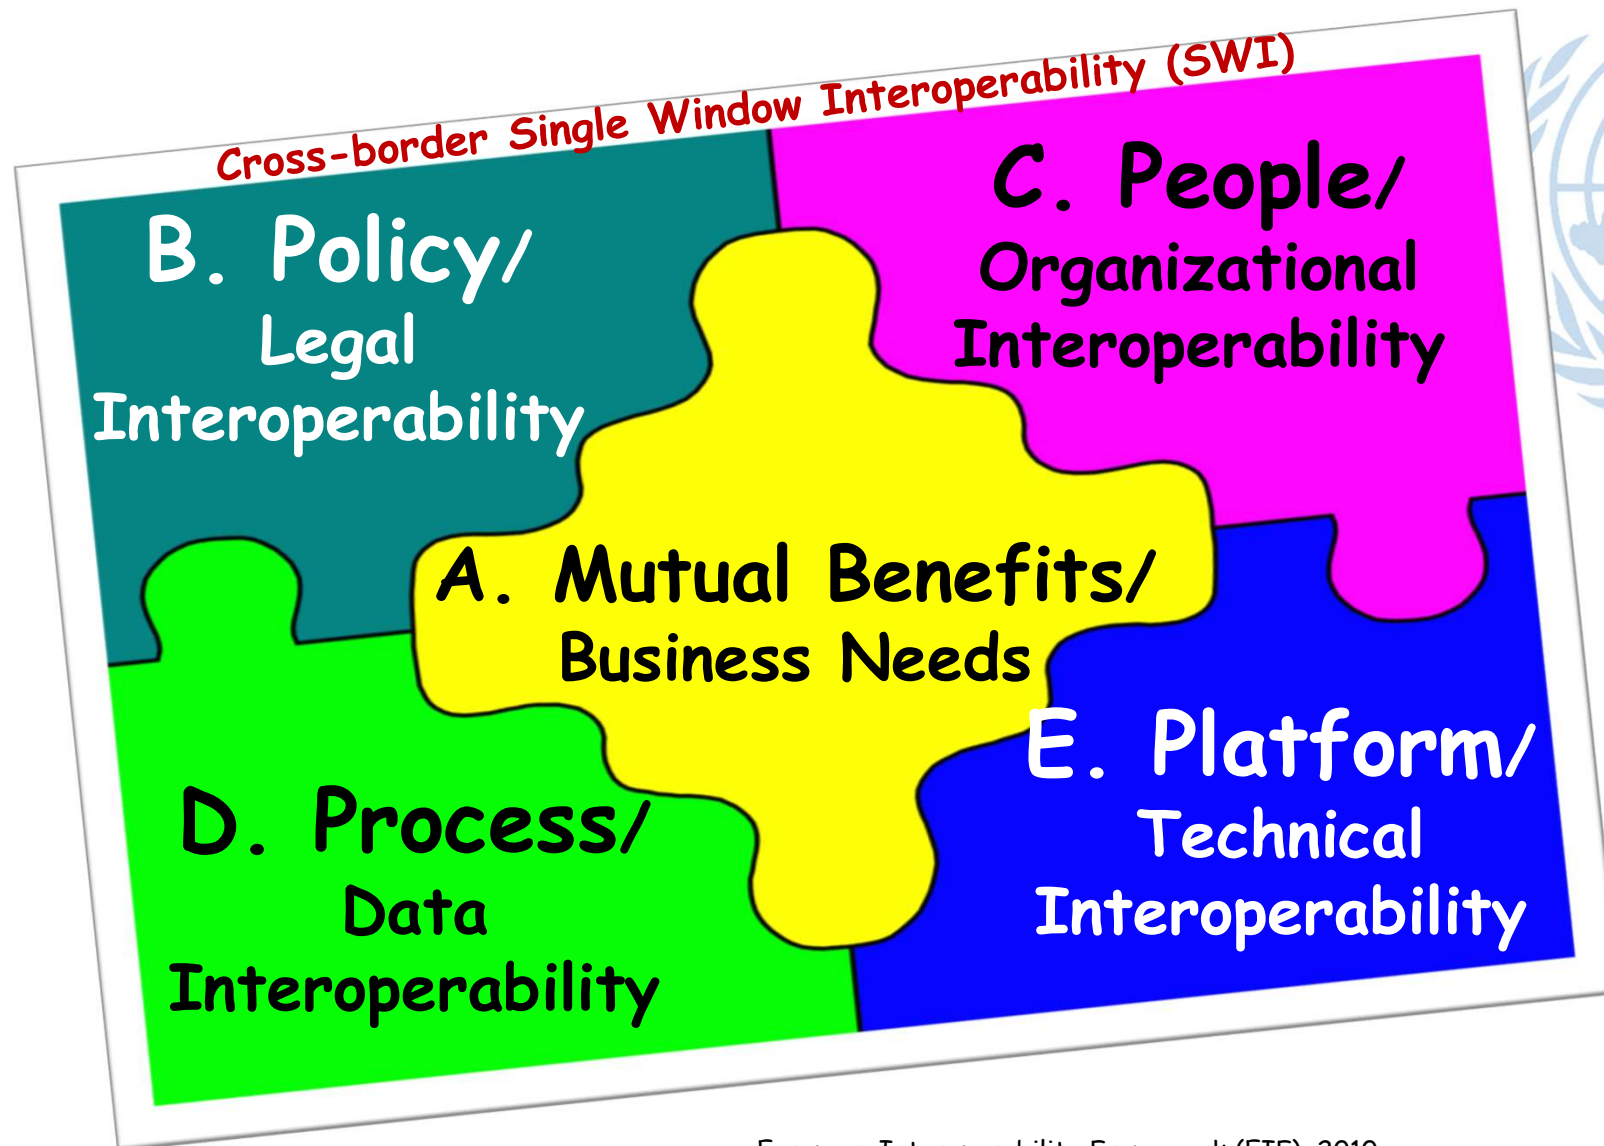 Cross-border Single Window Interoperability (SWI)
B. Policy/
Legal
Interoperability
C. People/
Organizational
Interoperability
A. Mutual Benefits/
Business Needs
D. Process/
Data
Interoperability
E. Platform/
Technical
Interoperability